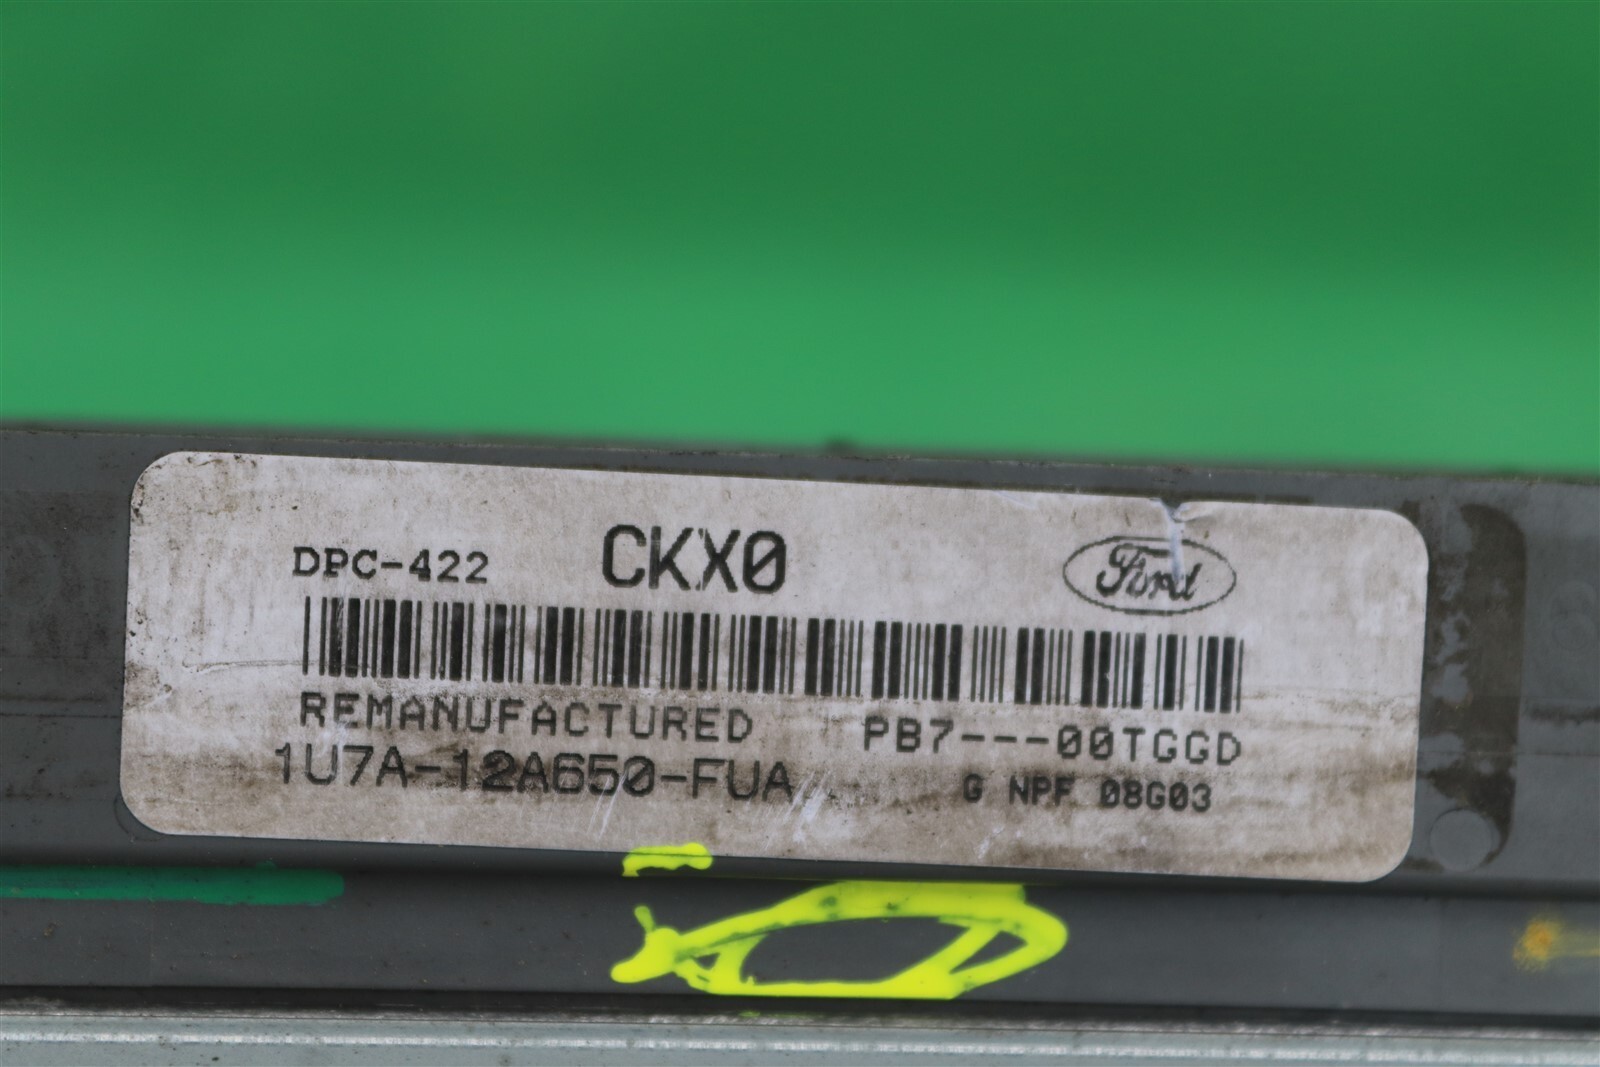 DPC-422 CKX0 Ford
REMANUFACTURED PB7---00TGGD
1U7A-12A650-FUA G NPF 08G03